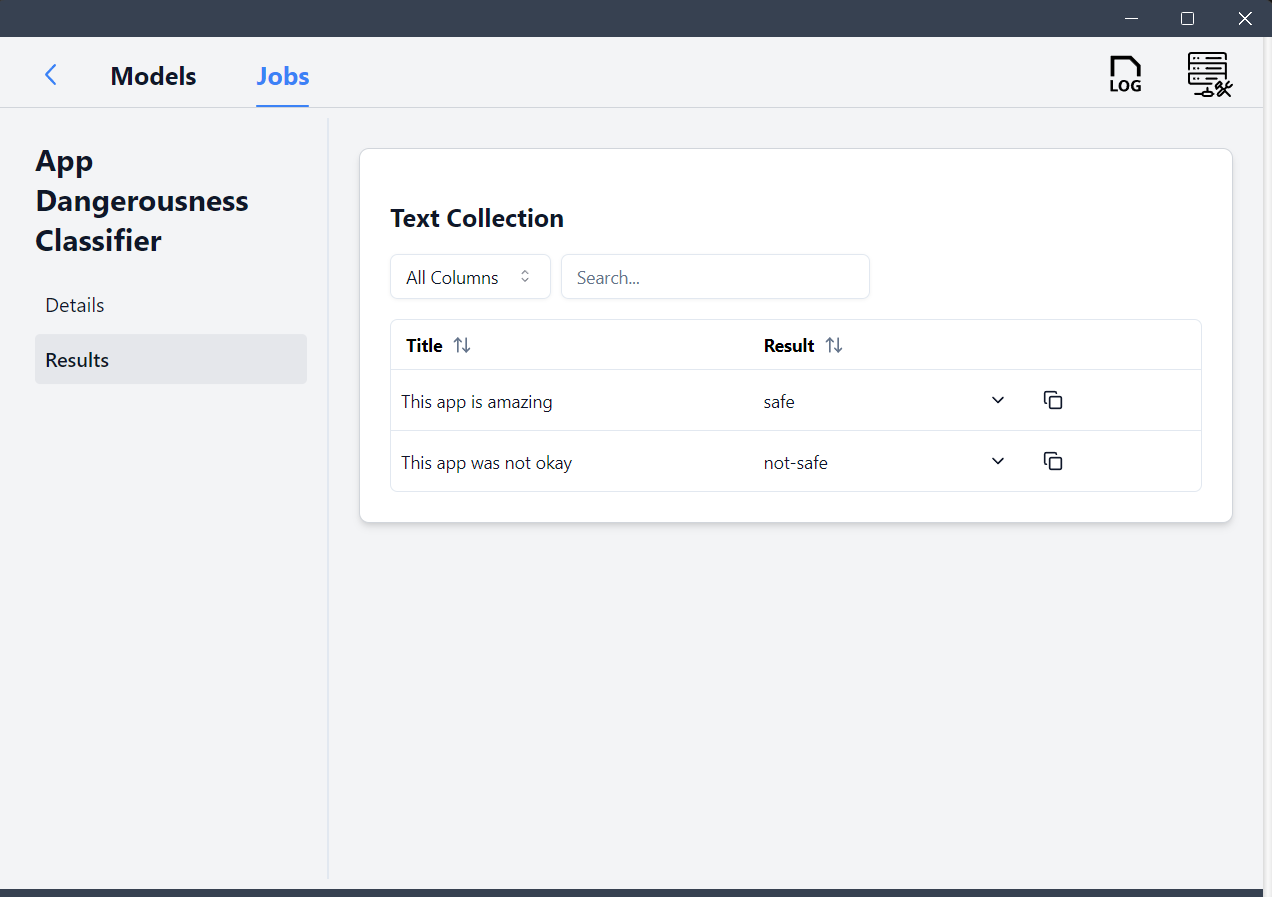 Models Jobs LOG
App
Dangerousness
Classifier
Details
Results
Text Collection
All Columns Search...
Title Result
This app is amazing safe
This app was not okay not-safe